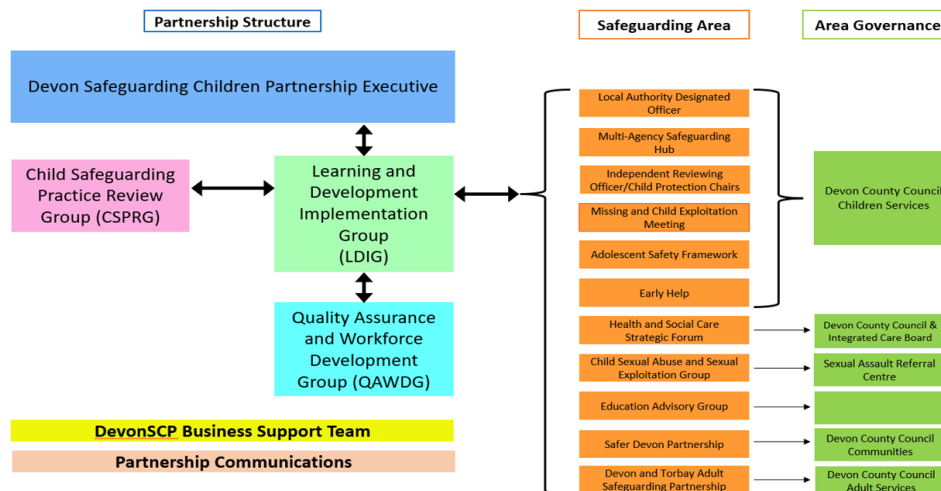 Partnership Structure
Safeguarding Area
Area Governance
Devon Safeguarding Children Partnership Executive
Child Safeguarding
Practice Review
Group (CSPRG)
Learning and
Development
Implementation
Group
(LDIG)
Quality Assurance
and Workforce
Development
Group (QAWDG)
DevonSCP Business Support Team
Partnership Communications
Local Authority Designated
Officer
Multi-Agency Safeguarding
Hub
Independent Reviewing
Officer/Child Protection Chairs
Missing and Child Exploitation
Meeting
Adolescent Safety Framework
Early Help
Devon County Council
Children Services
Health and Social Care
Strategic Forum
Devon County Council &
Integrated Care Board
Child Sexual Abuse and Sexual
Exploitation Group
Sexual Assault Referral
Centre
Education Advisory Group
Safer Devon Partnership
Devon County Council
Communities
Devon and Torbay Adult
Safeguarding Partnership
Devon County Council
Adult Services